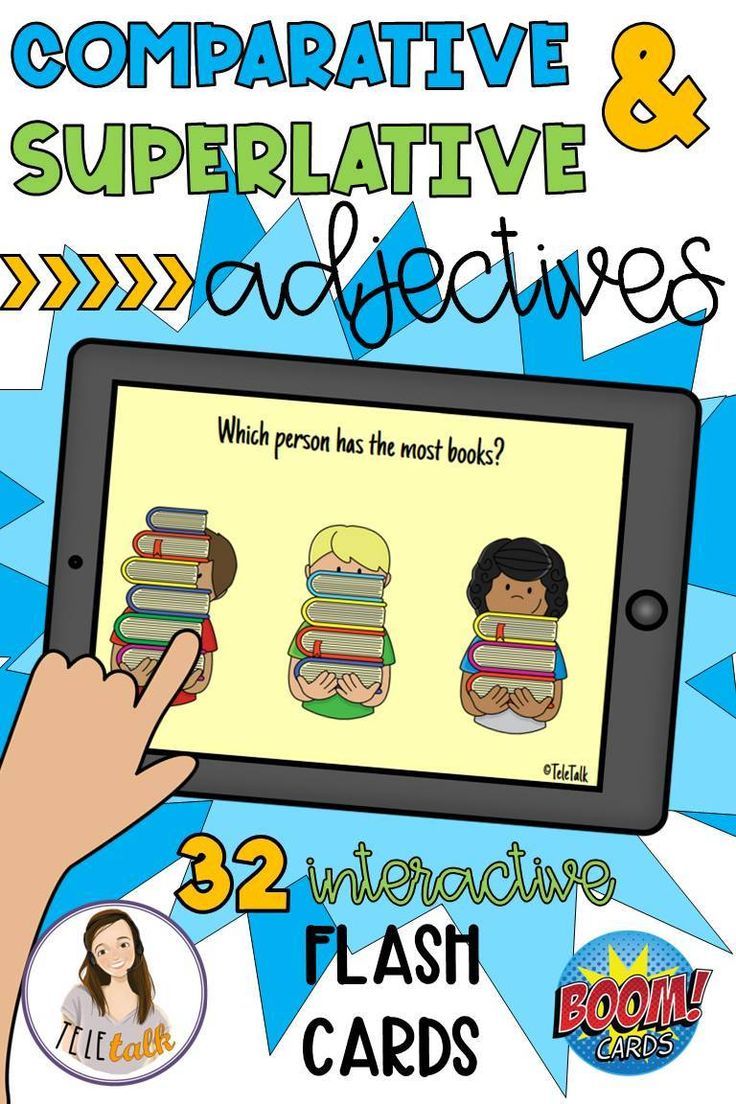 COMPARATIVE &
SUPERLATIVE
adjectives
Which person has the most books?
©TeleTalk
32 interactive
FLASH
CARDS
TELEtalk
BOOM!
CARDS